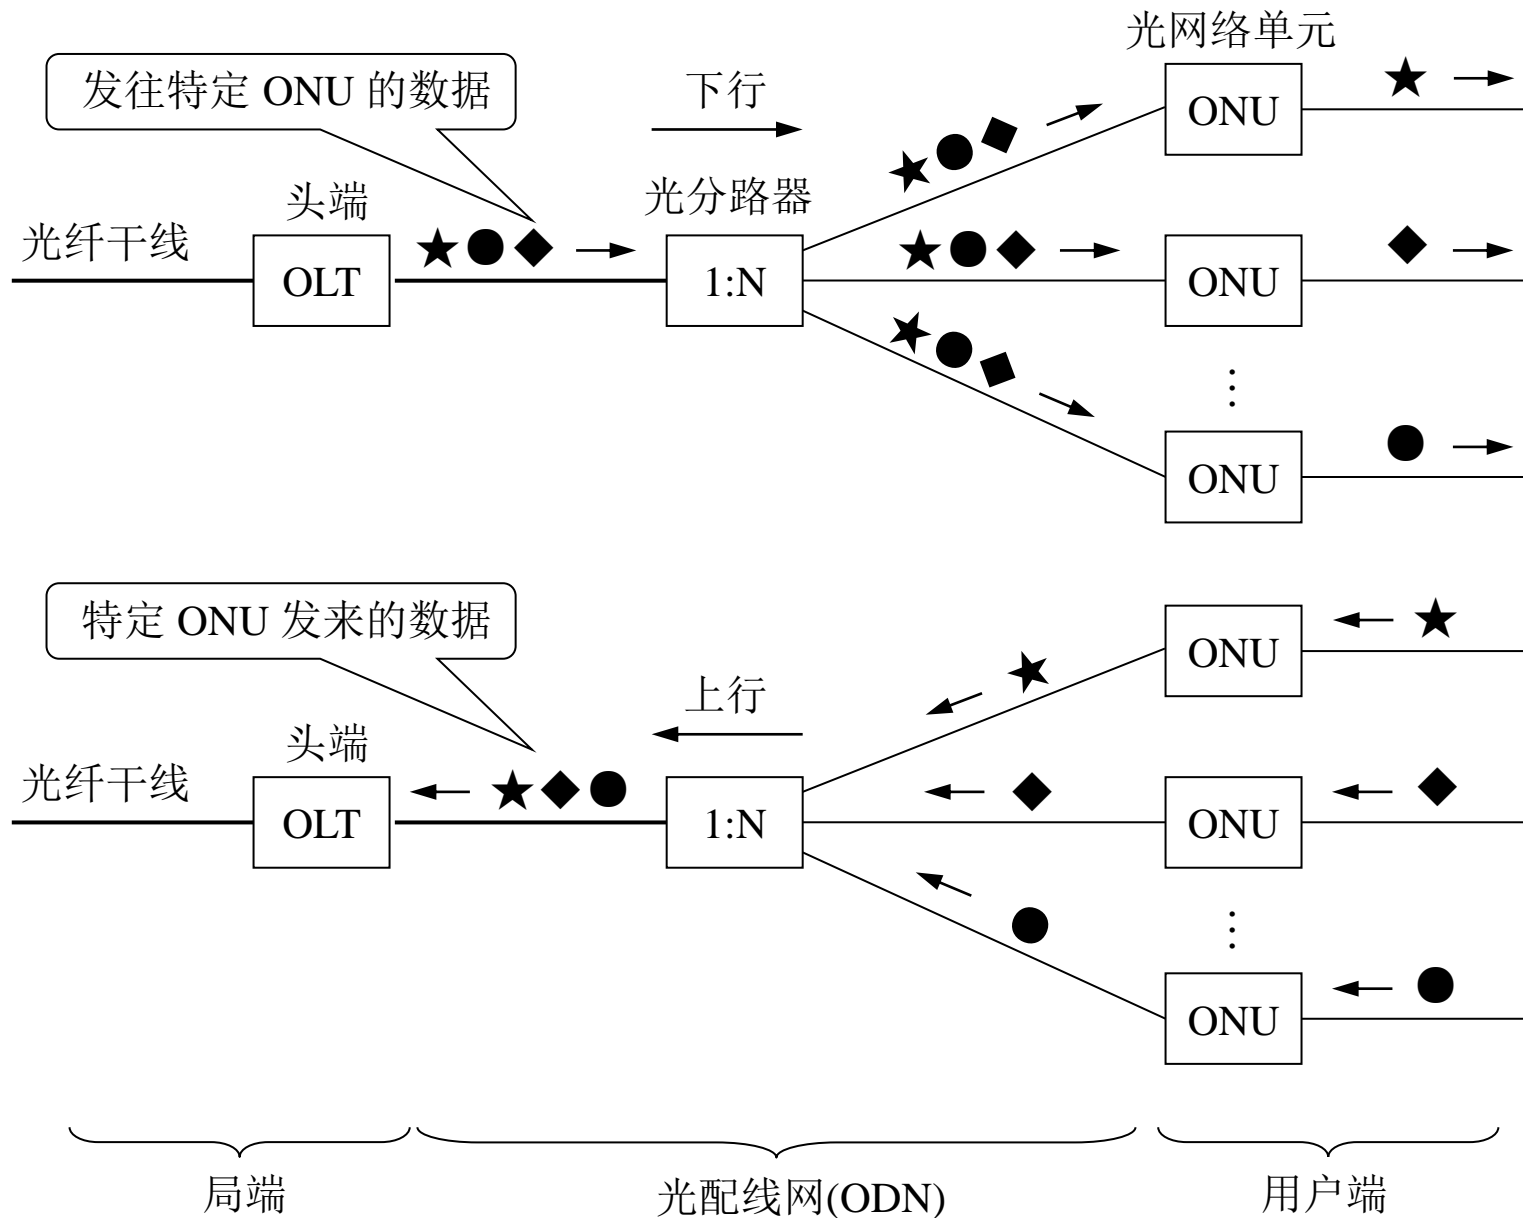 光网络单元
发往特定 ONU 的数据
下行
ONU
头端
光分路器
光纤干线
OLT
1:N
ONU
ONU
特定 ONU 发来的数据
ONU
上行
头端
光纤干线
OLT
1:N
ONU
ONU
局端
光配线网(ODN)
用户端